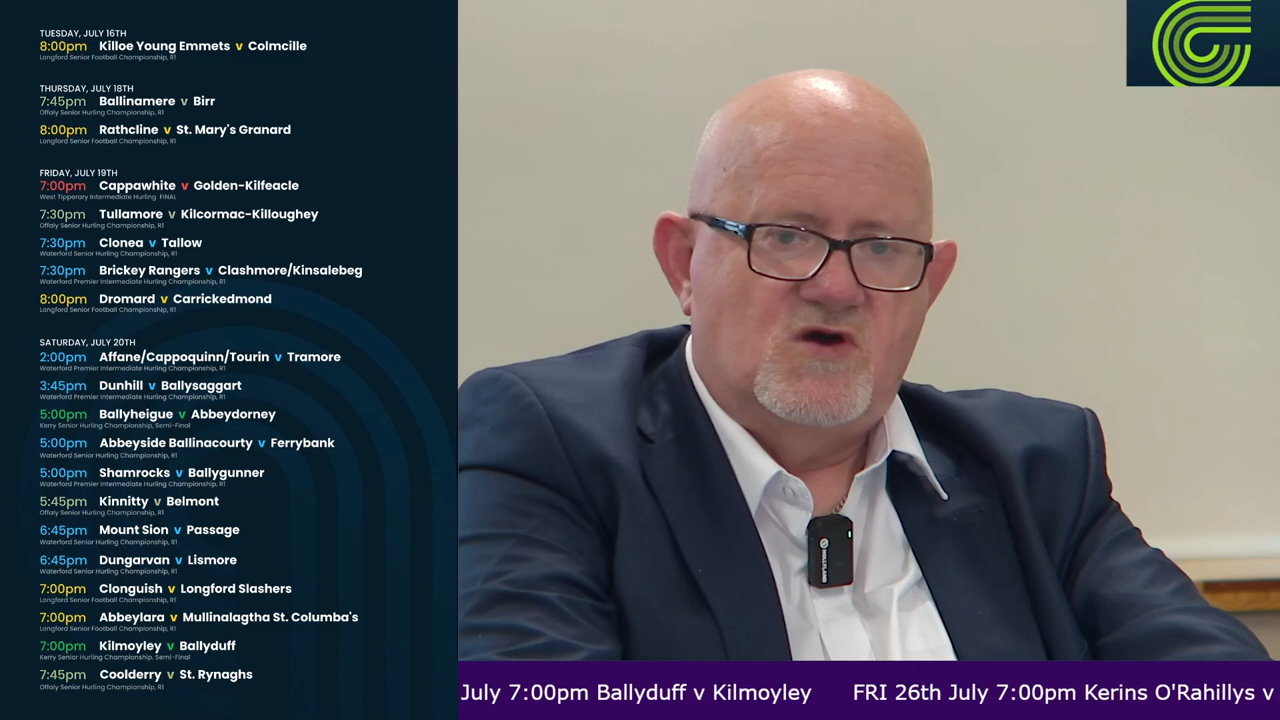 TUESDAY, JULY 16TH
8:00pm Killoe Young Emmets v Colmcille
Longford Senior Football Championship, R1
THURSDAY, JULY 18TH
7:45pm Ballinamere v Birr
Offaly Senior Hurling Championship, R1
8:00pm Rathcline v St. Mary's Granard
Longford Senior Football Championship, R1
FRIDAY, JULY 19TH
7:00pm Cappawhite v Golden-Kilfeacle
West Tipperary Intermediate Hurling FINAL
7:30pm Tullamore v Kilcormac-Killoughey
Offaly Senior Hurling Championship, R1
7:30pm Clonea v Tallow
Waterford Senior Hurling Championship, R1
7:30pm Brickey Rangers v Clashmore/Kinsalebeg
Waterford Premier Intermediate Hurling Championship, R1
8:00pm Dromard v Carrickedmond
Longford Senior Football Championship, R1
SATURDAY, JULY 20TH
2:00pm Affane/Cappoquinn/Tourin v Tramore
Waterford Premier Intermediate Hurling Championship, R1
3:45pm Dunhill v Ballysaggart
Waterford Premier Intermediate Hurling Championship, R1
5:00pm Ballyheigue v Abbeydorney
Kerry Senior Hurling Championship, Semi-Final
5:00pm Abbeyside Ballinacourty v Ferrybank
Waterford Senior Hurling Championship, R1
5:00pm Shamrocks v Ballygunner
Waterford Premier Intermediate Hurling Championship, R1
5:45pm Kinnitty v Belmont
Offaly Senior Hurling Championship, R1
6:45pm Mount Sion v Passage
Waterford Senior Hurling Championship, R1
6:45pm Dungarvan v Lismore
Waterford Senior Hurling Championship, R1
7:00pm Clonguish v Longford Slashers
Longford Senior Football Championship, R1
7:00pm Abbeylara v Mullinalagtha St. Columba's
Longford Senior Football Championship, R1
7:00pm Kilmoyley v Ballyduff
Kerry Senior Hurling Championship, Semi-Final
7:45pm Coolderry v St. Rynaghs
Offaly Senior Hurling Championship, R1
HOLLYLAND
July 7:00pm Ballyduff v Kilmoyley FRI 26th July 7:00pm Kerins O'Rahillys v